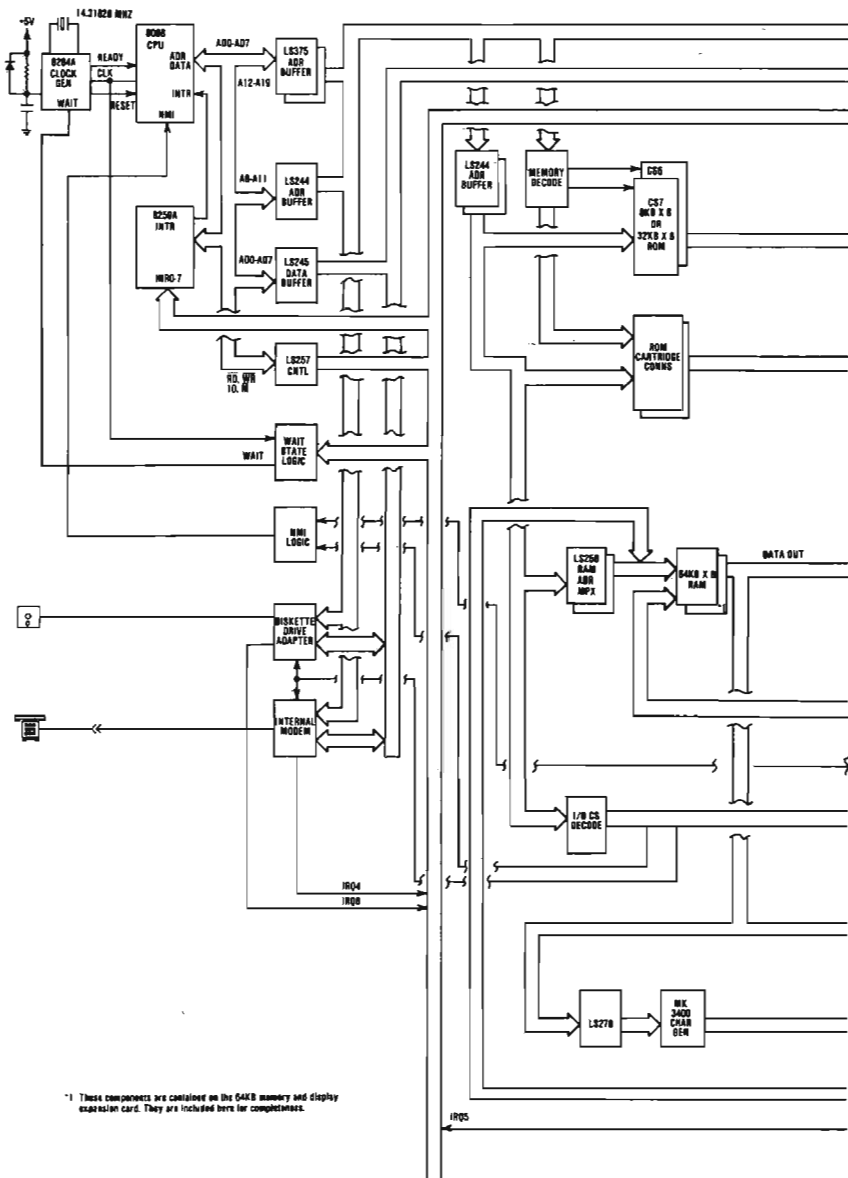 14.31828 MHZ
+5V
8284A
CLOCK
GEN
WAIT
READY
CLK
RESET
8088
CPU
ADR
DATA
INTR
NMI
AD0-AD7
LS375
ADR
BUFFER
A12-A19
A8-A11
LS244
ADR
BUFFER
8259A
INTR
NIR0-7
AD0-AD7
LS245
DATA
BUFFER
LS257
CNTL
RD, WR
IO, M
WAIT
STATE
LOGIC
WAIT
NMI
LOGIC
DISKETTE
DRIVE
ADAPTER
INTERNAL
MODEM
IRQ4
IRQ6
LS244
ADR
BUFFER
MEMORY
DECODE
CS6
CS7
8KB X 8
OR
32KB X 8
ROM
ROM
CARTRIDGE
CONNS
LS258
RAM
ADR
MPX
64KB X 8
RAM
DATA OUT
I/O CS
DECODE
LS273
MK
3400
CHAR
GEN
*1 These components are contained on the 64KB memory and display
expansion card. They are included here for completeness.
IRQ5